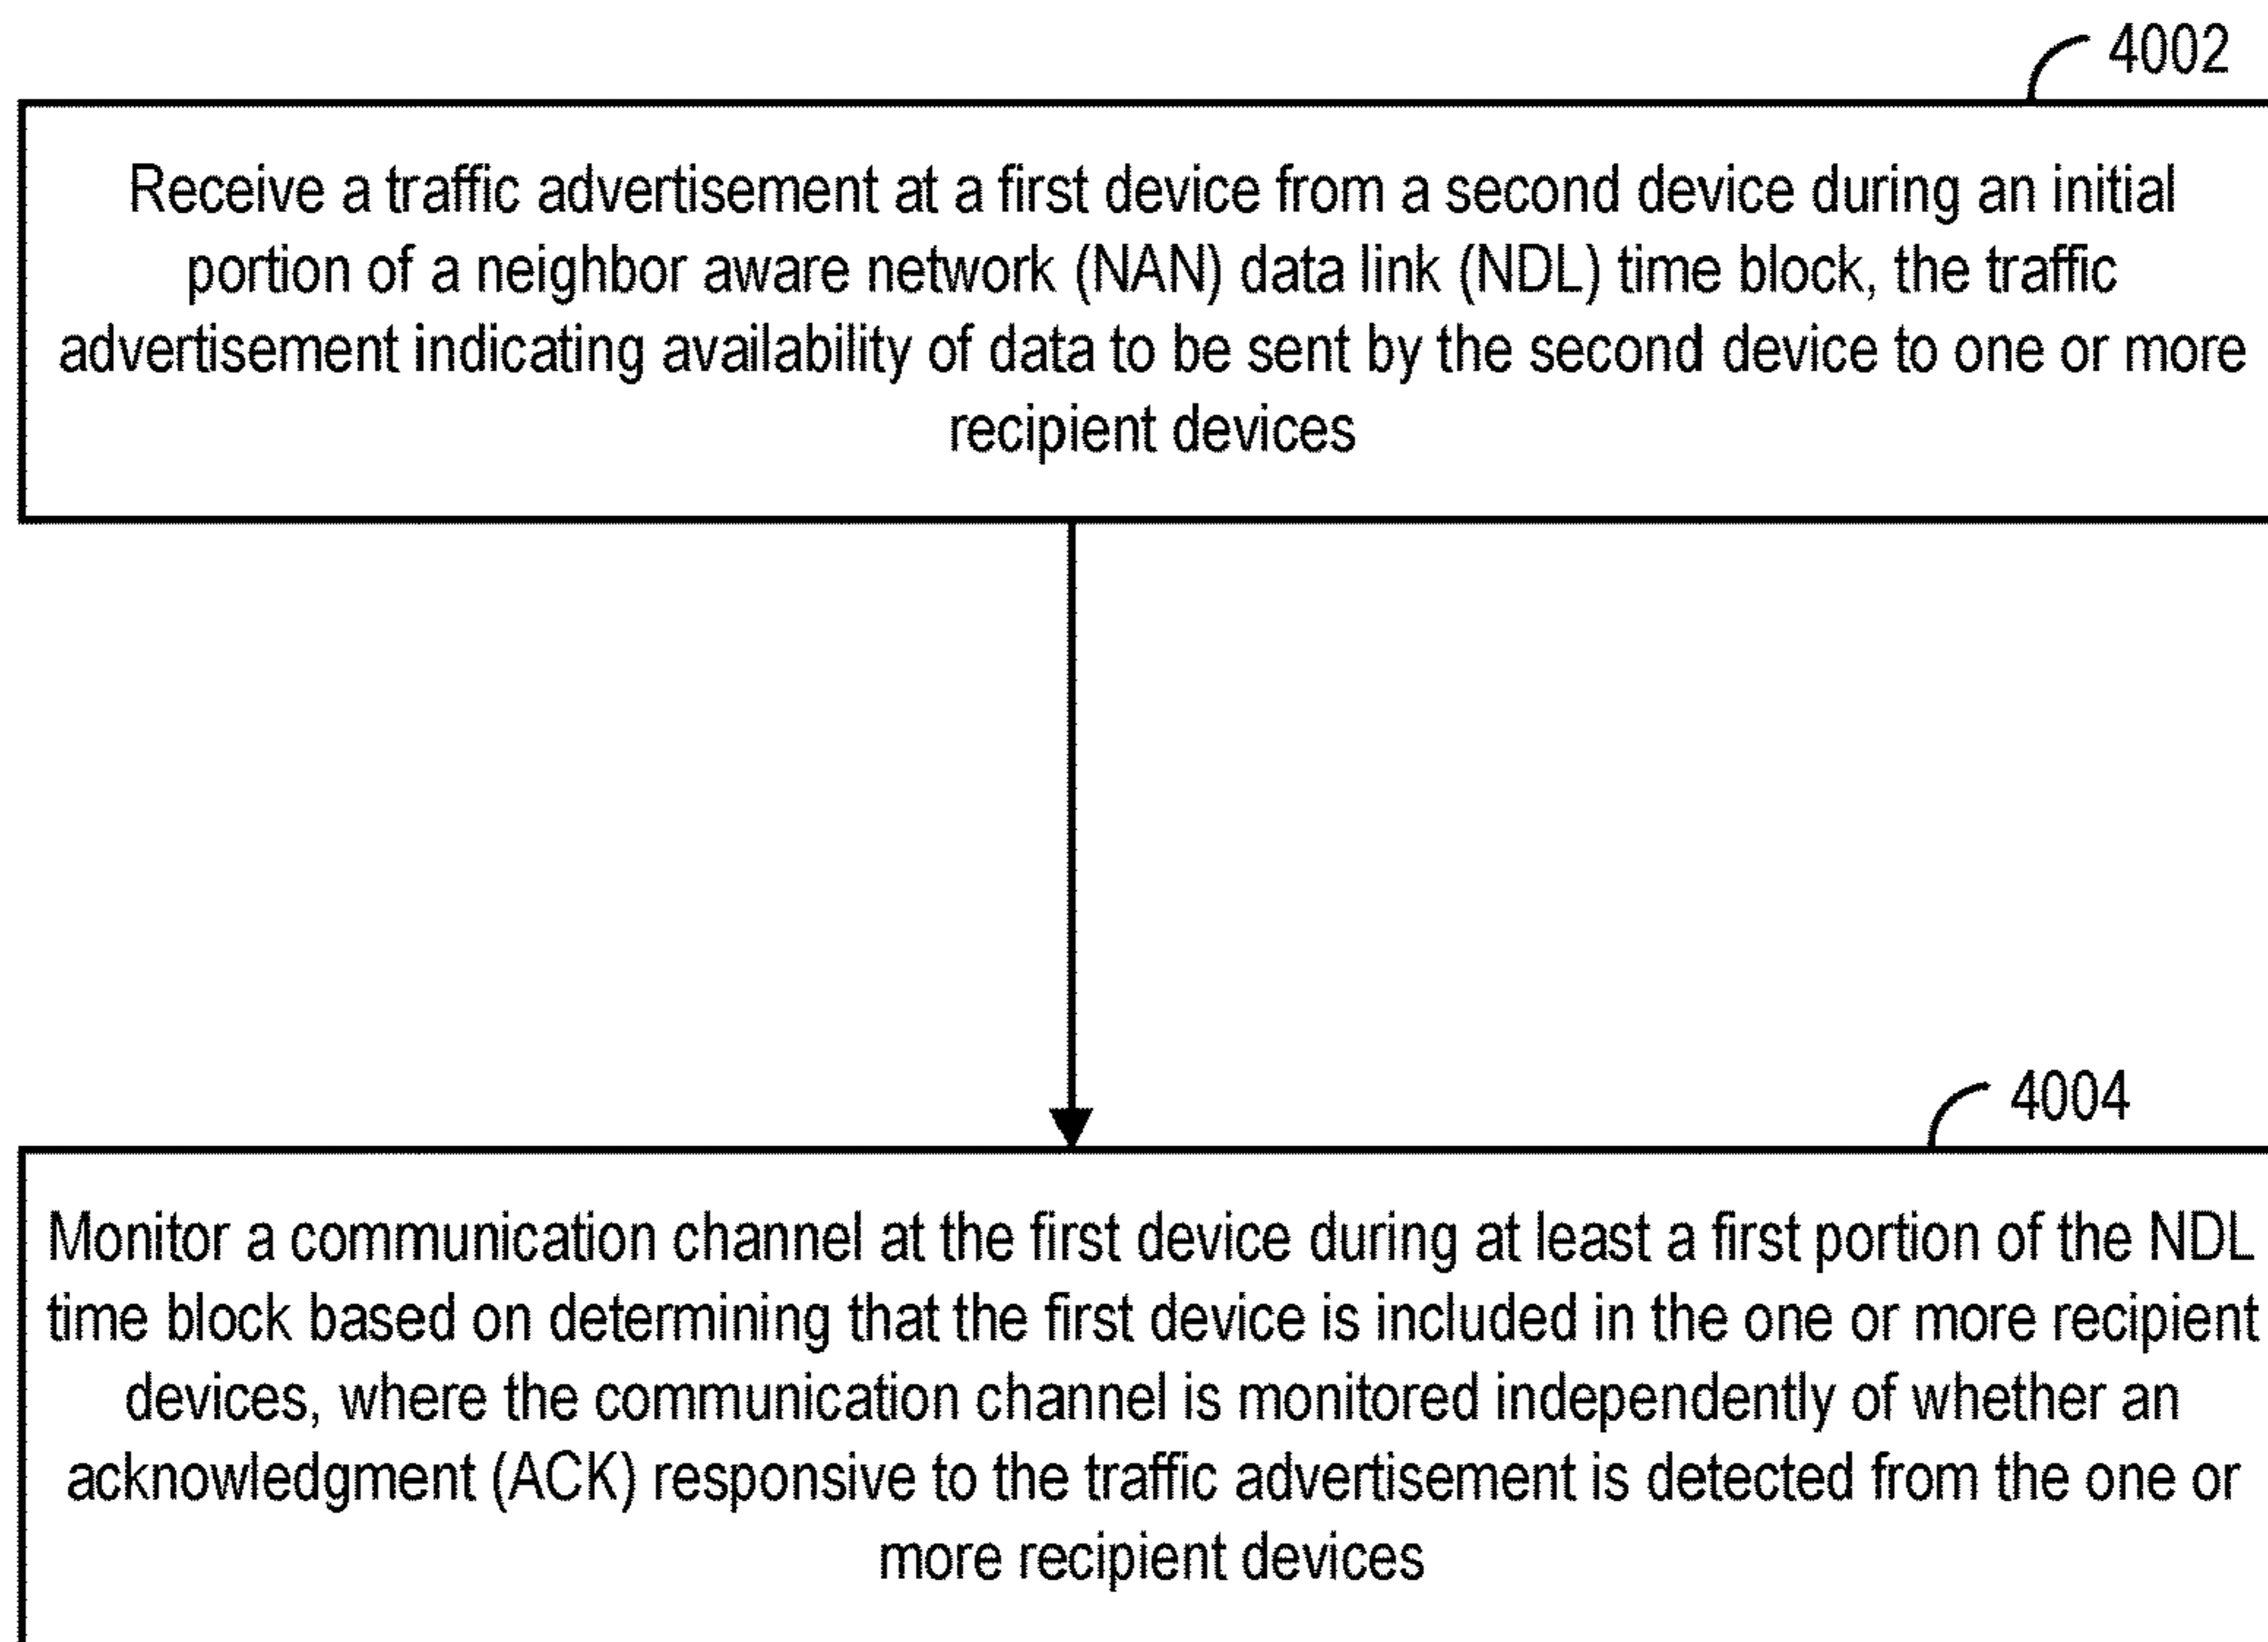 4002
Receive a traffic advertisement at a first device from a second device during an initial
portion of a neighbor aware network (NAN) data link (NDL) time block, the traffic
advertisement indicating availability of data to be sent by the second device to one or more
recipient devices
4004
Monitor a communication channel at the first device during at least a first portion of the NDL
time block based on determining that the first device is included in the one or more recipient
devices, where the communication channel is monitored independently of whether an
acknowledgment (ACK) responsive to the traffic advertisement is detected from the one or
more recipient devices